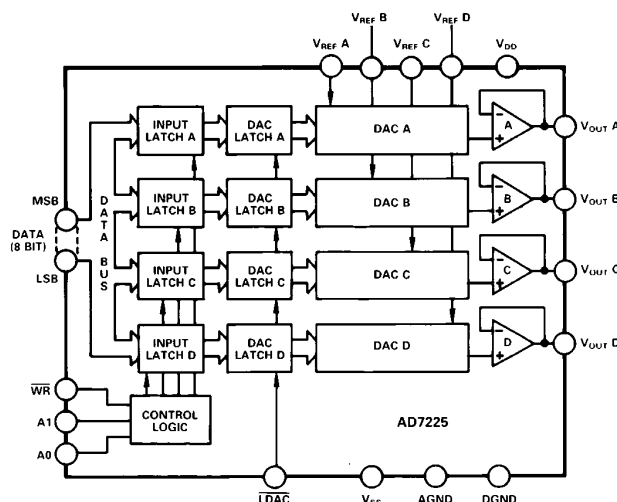 VREF B VREF D
VREF A VREF C VDD
INPUT LATCH A
DAC LATCH A
DAC A
A
VOUT A
MSB
DATA (8 BIT)
LSB
DATA BUS
INPUT LATCH B
DAC LATCH B
DAC B
B
VOUT B
INPUT LATCH C
DAC LATCH C
DAC C
C
VOUT C
INPUT LATCH D
DAC LATCH D
DAC D
D
VOUT D
WR
A1
A0
CONTROL LOGIC
AD7225
LDAC VSS AGND DGND